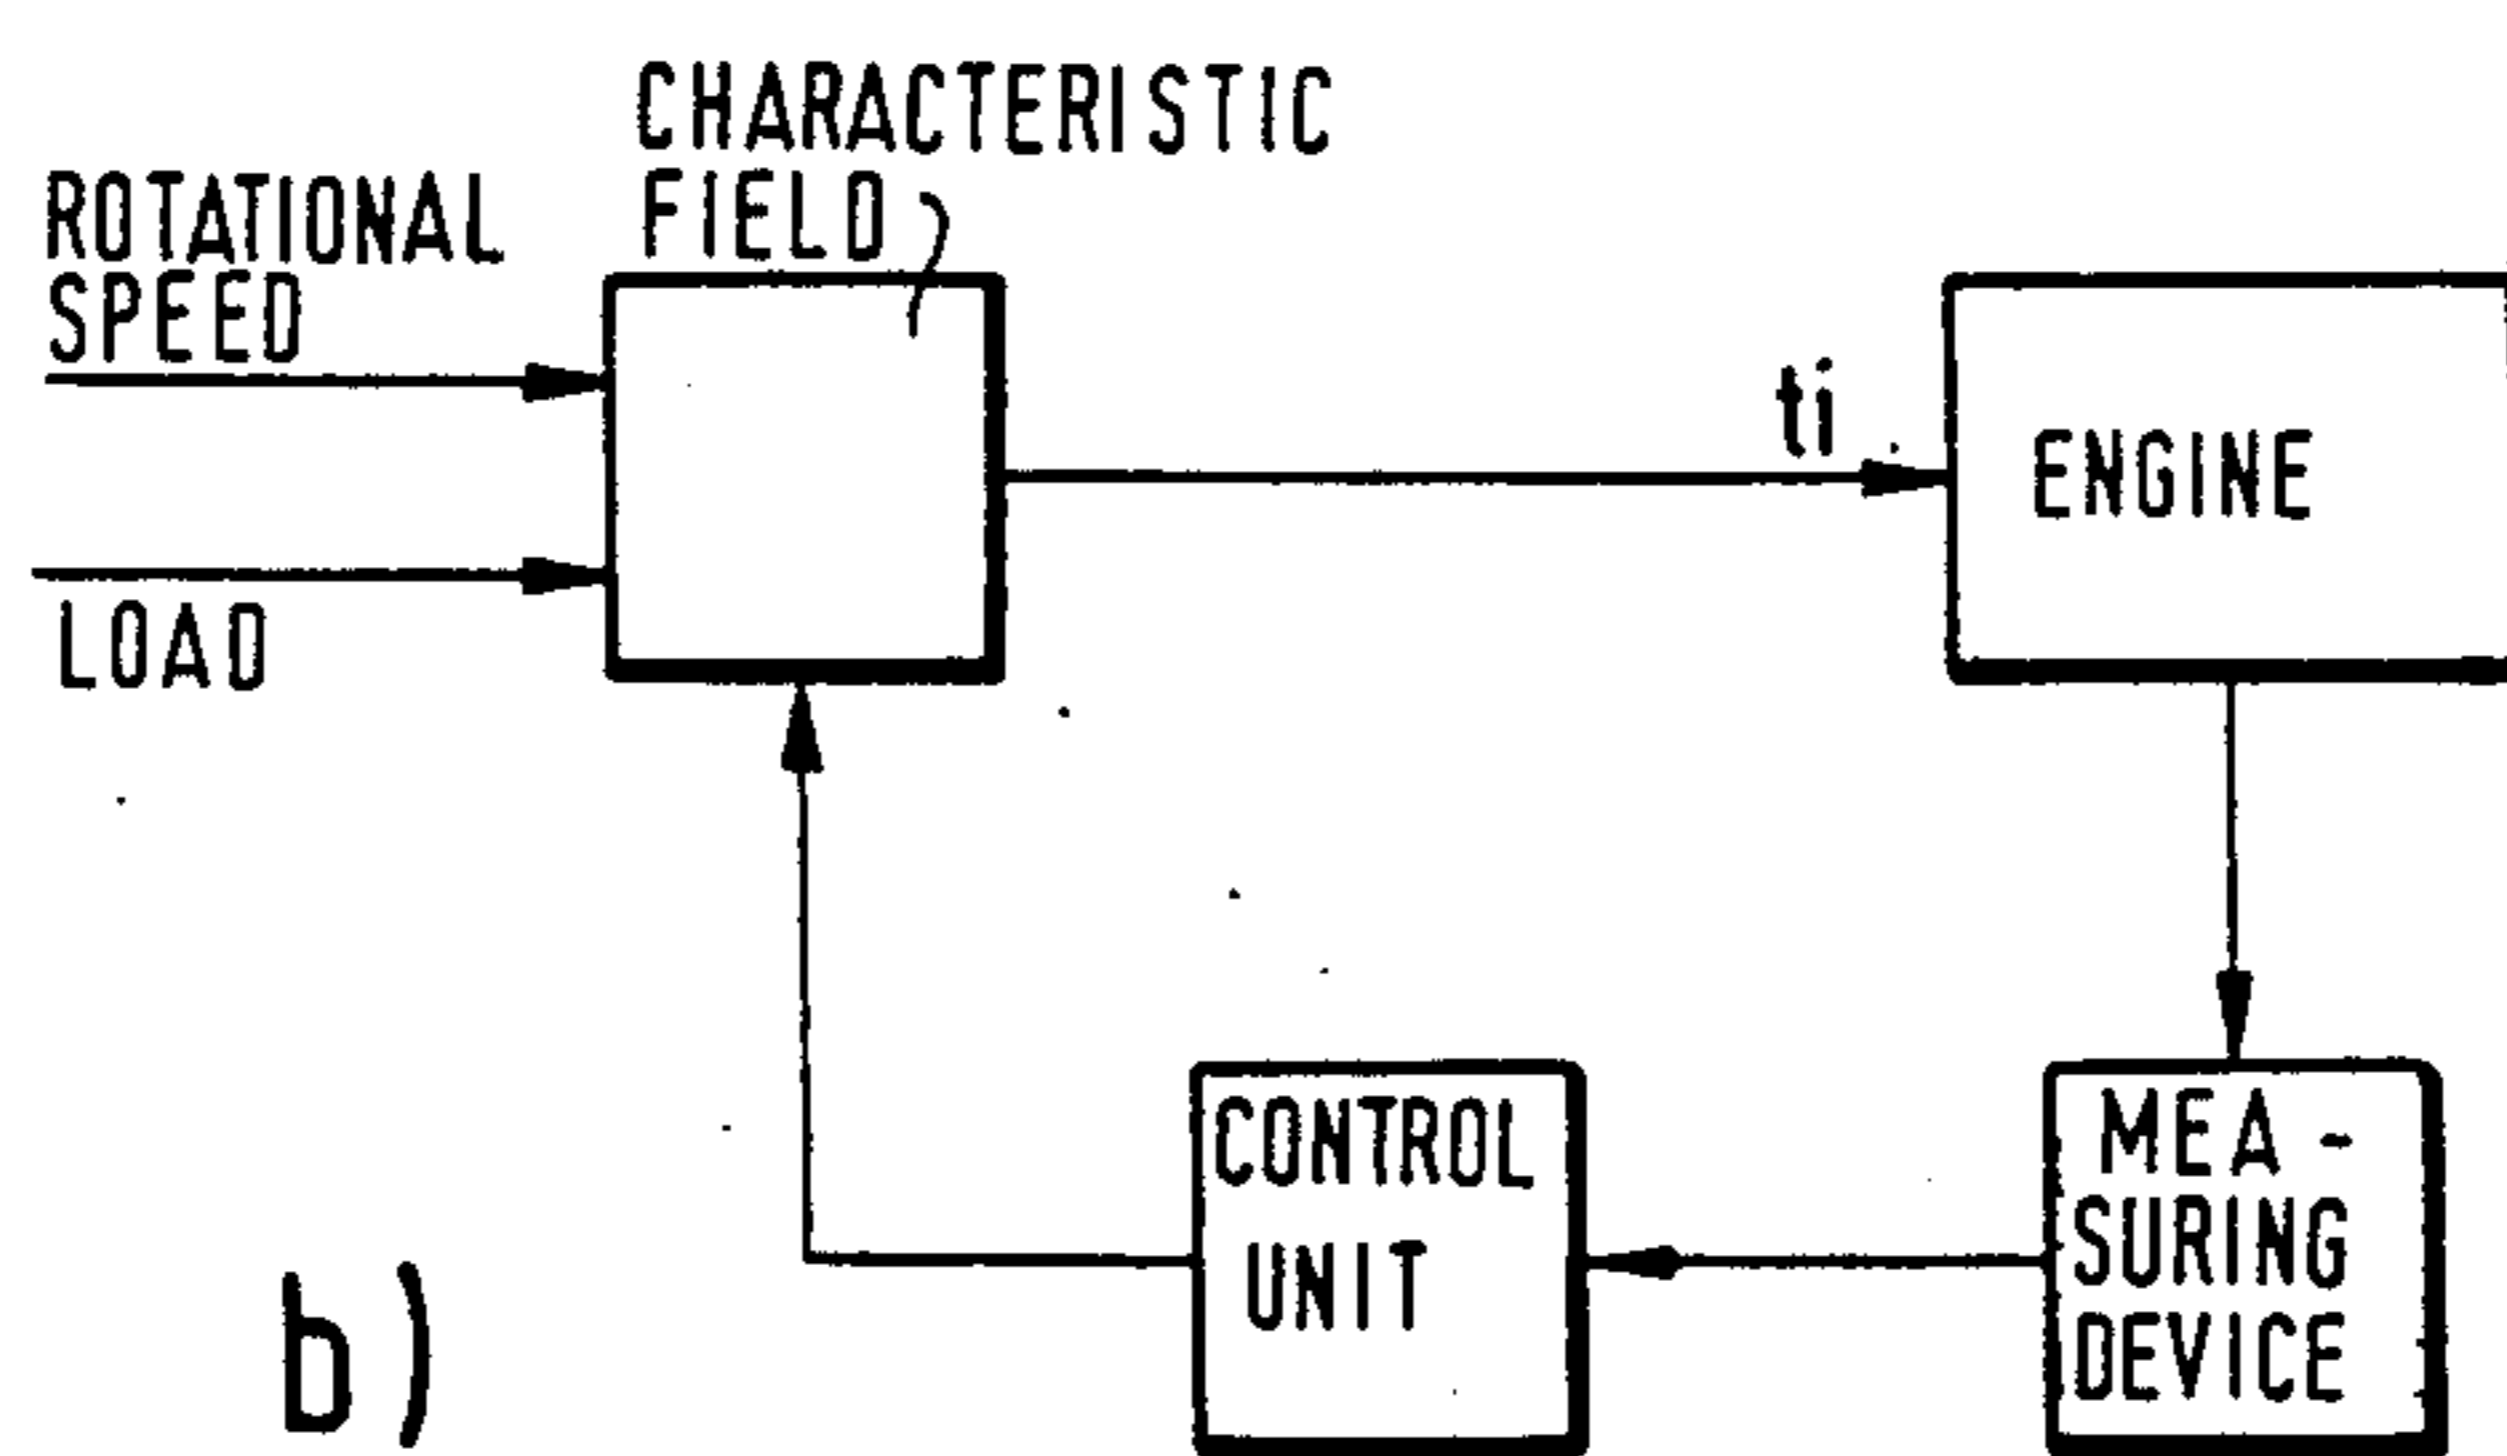 CHARACTERISTIC
FIELD
ROTATIONAL
SPEED
LOAD
ti
ENGINE
CONTROL
UNIT
MEA-
SURING
DEVICE
b)